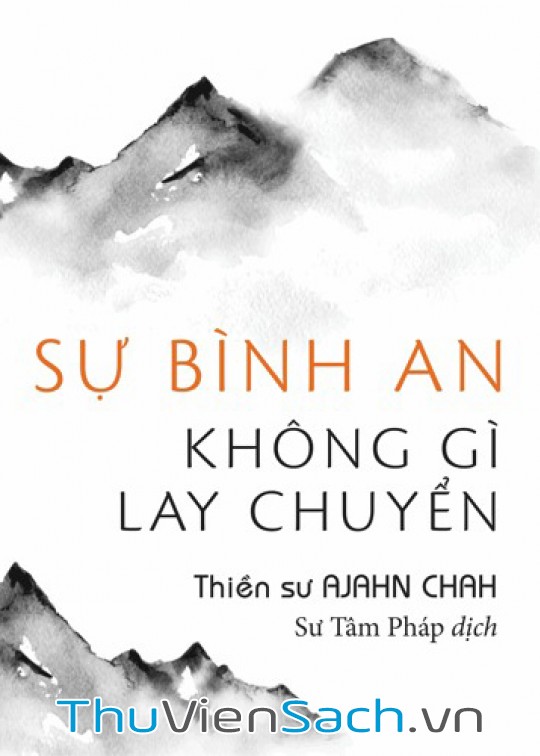 SỰ BÌNH AN
KHÔNG GÌ
LAY CHUYỂN
Thiền sư AJAHN CHAH
Sư Tâm Pháp dịch
ThuVienSach.vn